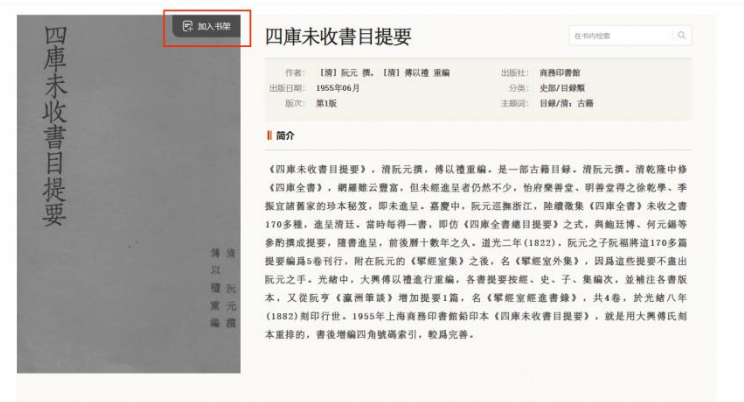 四庫未收書目提要
加入书架
清 阮元 撰
傅以禮 重編
四庫未收書目提要
在书内检索
作者： 【清】阮元 撰，【清】傅以禮 重编
出版社： 商務印書館
出版日期： 1955年06月
分类： 史部/目録類
版次： 第1版
主题词： 目録/清；古籍
简介
《四庫未收書目提要》，清阮元撰，傅以禮重編。是一部古籍目録。清阮元撰。清乾隆中修
《四庫全書》，網羅雖云豐富，但未經進呈者仍然不少，怡府樂善堂、明善堂得之徐乾學、季
振宜諸舊家的珍本秘笈，即未進呈。嘉慶中，阮元巡撫浙江，陸續徵集《四庫全書》未收之書
170多種，進呈清廷。當時每得一書，即仿《四庫全書總目提要》之式，與鮑廷博、何元錫等
參酌撰成提要，隨書進呈，前後曆十數年之久。道光二年(1822)，阮元之子阮福將這170多篇
提要編爲5卷刊行，附在阮元的《揅經室集》之後，名《揅經室外集》，因爲這些提要不盡出
阮元之手。光緒中，大興傅以禮進行重編，各書提要按經、史、子、集編次，並補注各書版
本，又從阮亨《瀛洲筆談》增加提要1篇，名《揅經室經進書錄》，共4卷，於光緒八年
(1882)刻印行世。1955年上海商務印書館鉛印本《四庫未收書目提要》，就是用大興傅氏刻
本重排的，書後增編四角號碼索引，較爲完善。